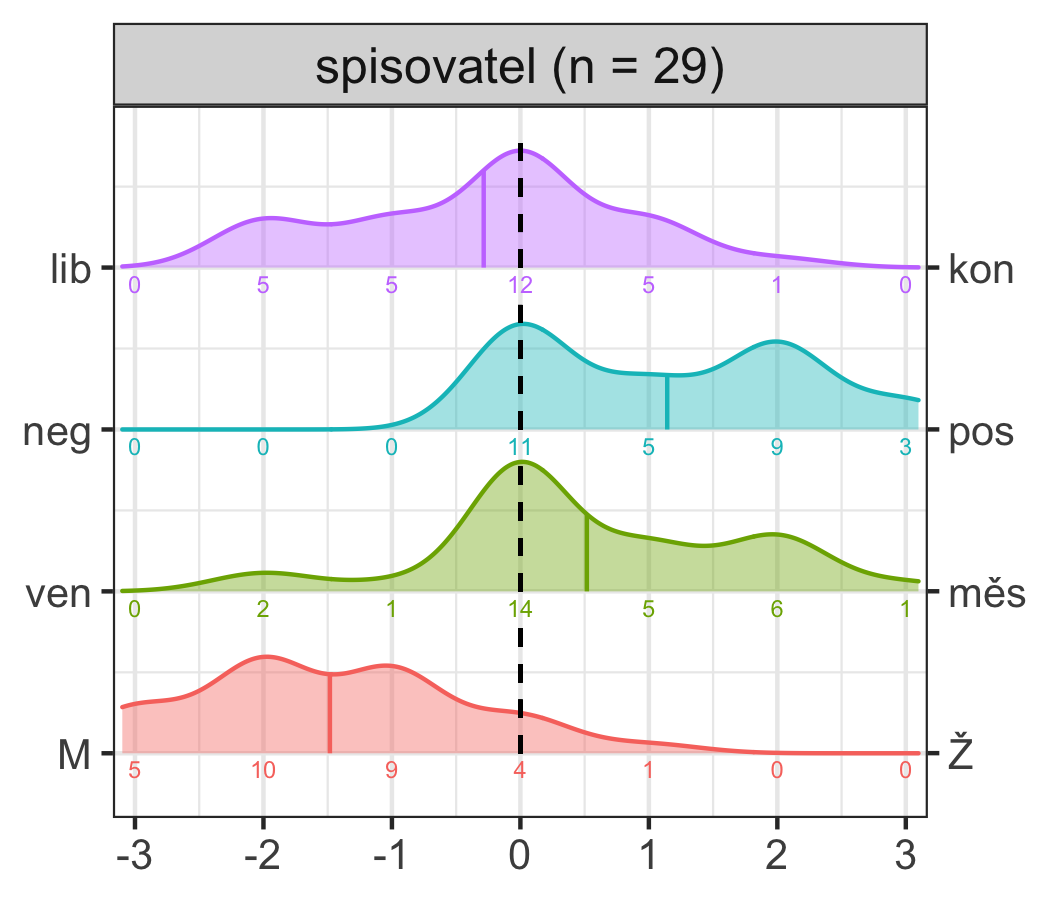 spisovatel (n = 29)
lib kon
0 5 5 12 5 1 0
neg pos
0 0 0 11 5 9 3
ven měs
0 2 1 14 5 6 1
M Ž
5 10 9 4 1 0 0
-3 -2 -1 0 1 2 3